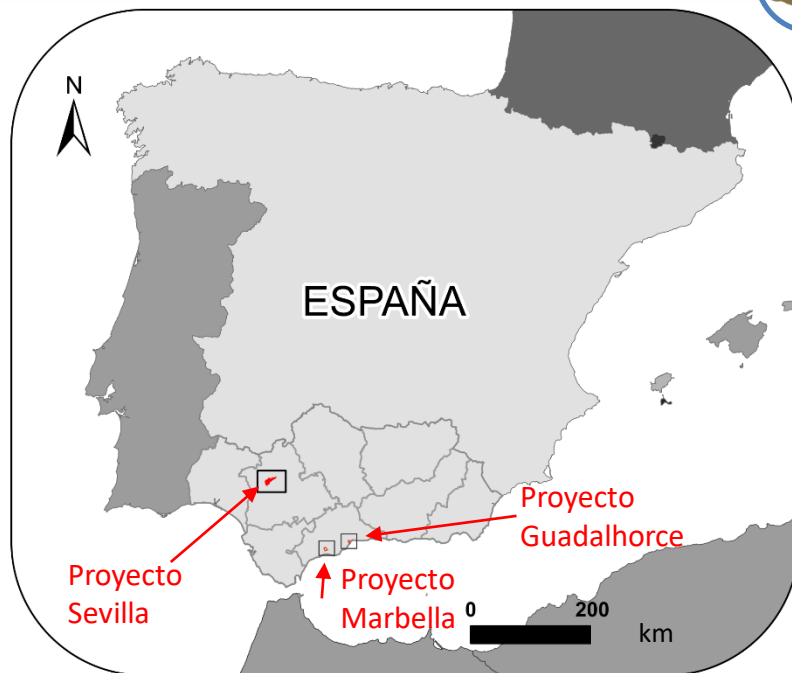 N
ESPAÑA
Proyecto
Guadalhorce
Proyecto
Sevilla
Proyecto
Marbella
0 200
km